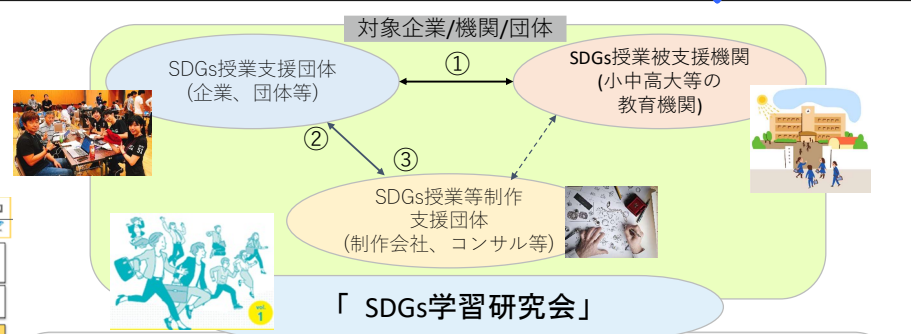 対象企業/機関/団体
SDGs授業支援団体
(企業、団体等)
①
SDGs授業被支援機関
(小中高大等の
教育機関)
②
③
SDGs授業等制作
支援団体
(制作会社、コンサル等)
vol.
1
「 SDGs学習研究会」